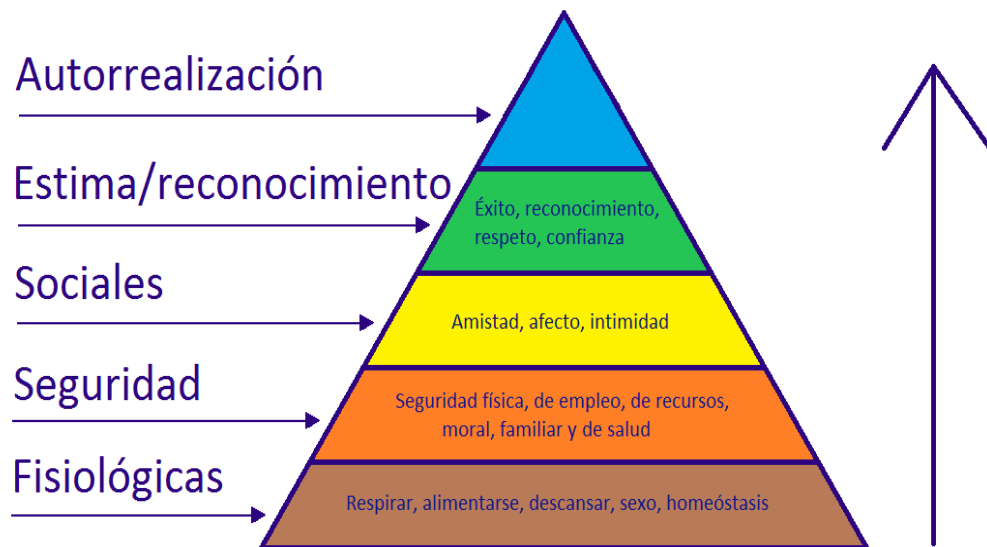 Autorrealización
Estima/reconocimiento
Éxito, reconocimiento,
respeto, confianza
Sociales
Amistad, afecto, intimidad
Seguridad
Seguridad física, de empleo, de recursos,
moral, familiar y de salud
Fisiológicas
Respirar, alimentarse, descansar, sexo, homeóstasis